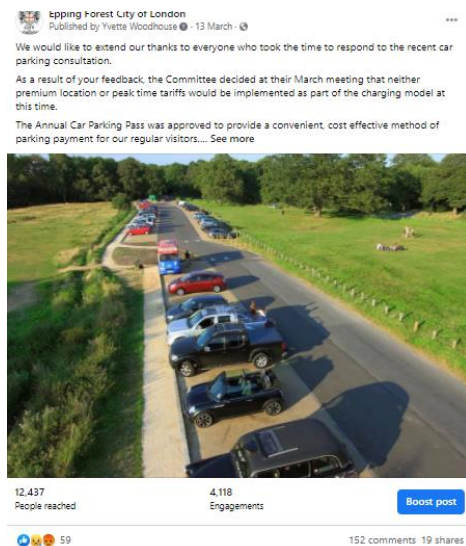 Epping Forest City of London
Published by Yvette Woodhouse · 13 March ·
We would like to extend our thanks to everyone who took the time to respond to the recent car
parking consultation.
As a result of your feedback, the Committee decided at their March meeting that neither
premium location or peak time tariffs would be implemented as part of the charging model at
this time.
The Annual Car Parking Pass was approved to provide a convenient, cost effective method of
parking payment for our regular visitors.... See more
12,437 4,118
People reached Engagements
Boost post
59 152 comments 19 shares